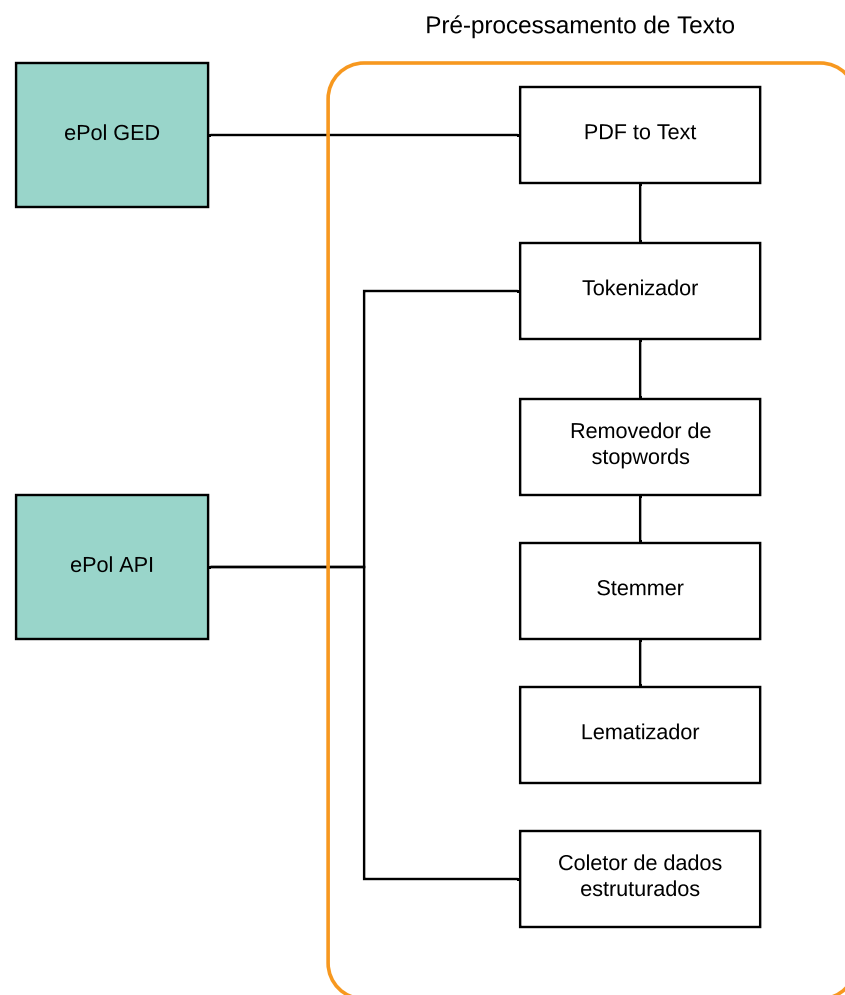 Pré-processamento de Texto
ePol GED
PDF to Text
Tokenizador
Removedor de
stopwords
ePol API
Stemmer
Lematizador
Coletor de dados
estruturados